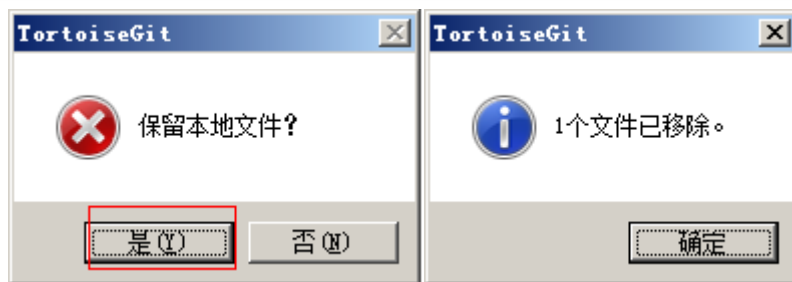 TortoiseGit
保留本地文件?
是(Y)
否(N)
TortoiseGit
1个文件已移除。
确定